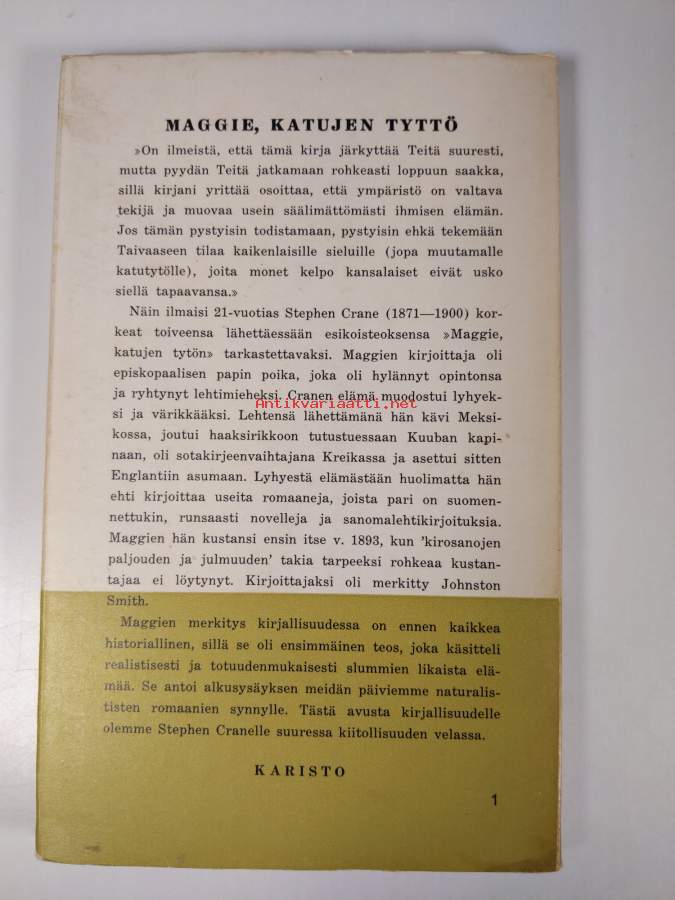 MAGGIE, KATUJEN TYTTÖ
»On ilmeistä, että tämä kirja järkyttää Teitä suuresti,
mutta pyydän Teitä jatkamaan rohkeasti loppuun saakka,
sillä kirjani yrittää osoittaa, että ympäristö on valtava
tekijä ja muovaa usein säälimättömästi ihmisen elämän.
Jos tämän pystyisin todistamaan, pystyisin ehkä tekemään
Taivaaseen tilaa kaikenlaisille sieluille (jopa muutamalle
katutytölle), joita monet kelpo kansalaiset eivät usko
siellä tapaavansa.»
Näin ilmaisi 21-vuotias Stephen Crane (1871—1900) kor-
keat toiveensa lähettäessään esikoisteoksensa »Maggie,
katujen tytön» tarkastettavaksi. Maggien kirjoittaja oli
episkopaalisen papin poika, joka oli hylännyt opintonsa
ja ryhtynyt lehtimieheksi. Cranen elämä muodostui lyhyek-
Antikvariaatti.net
si ja värikkääksi. Lehtensä lähettämänä hän kävi Meksi-
kossa, joutui haaksirikkoon tutustuessaan Kuuban kapi-
naan, oli sotakirjeenvaihtajana Kreikassa ja asettui sitten
Englantiin asumaan. Lyhyestä elämästään huolimatta hän
ehti kirjoittaa useita romaaneja, joista pari on suomen-
nettukin, runsaasti novelleja ja sanomalehtikirjoituksia.
Maggien hän kustansi ensin itse v. 1893, kun 'kirosanojen
paljouden ja julmuuden' takia tarpeeksi rohkeaa kustan-
tajaa ei löytynyt. Kirjoittajaksi oli merkitty Johnston
Smith.
Maggien merkitys kirjallisuudessa on ennen kaikkea
historiallinen, sillä se oli ensimmäinen teos, joka käsitteli
realistisesti ja totuudenmukaisesti slummien likaista elä-
mää. Se antoi alkusysäyksen meidän päiviemme naturalis-
tisten romaanien synnylle. Tästä avusta kirjallisuudelle
olemme Stephen Cranelle suuressa kiitollisuuden velassa.
KARISTO
1